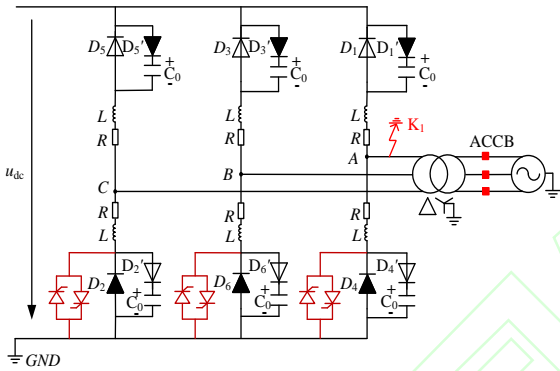 D₅ D₅′ + C₀ -
D₃ D₃′ + C₀ -
D₁ D₁′ + C₀ -
L L L
R R R
K₁
ACCB
A
B
C
u_dc
R R R
L L L
D₂ D₂′ + C₀ -
D₆ D₆′ + C₀ -
D₄ D₄′ + C₀ -
GND